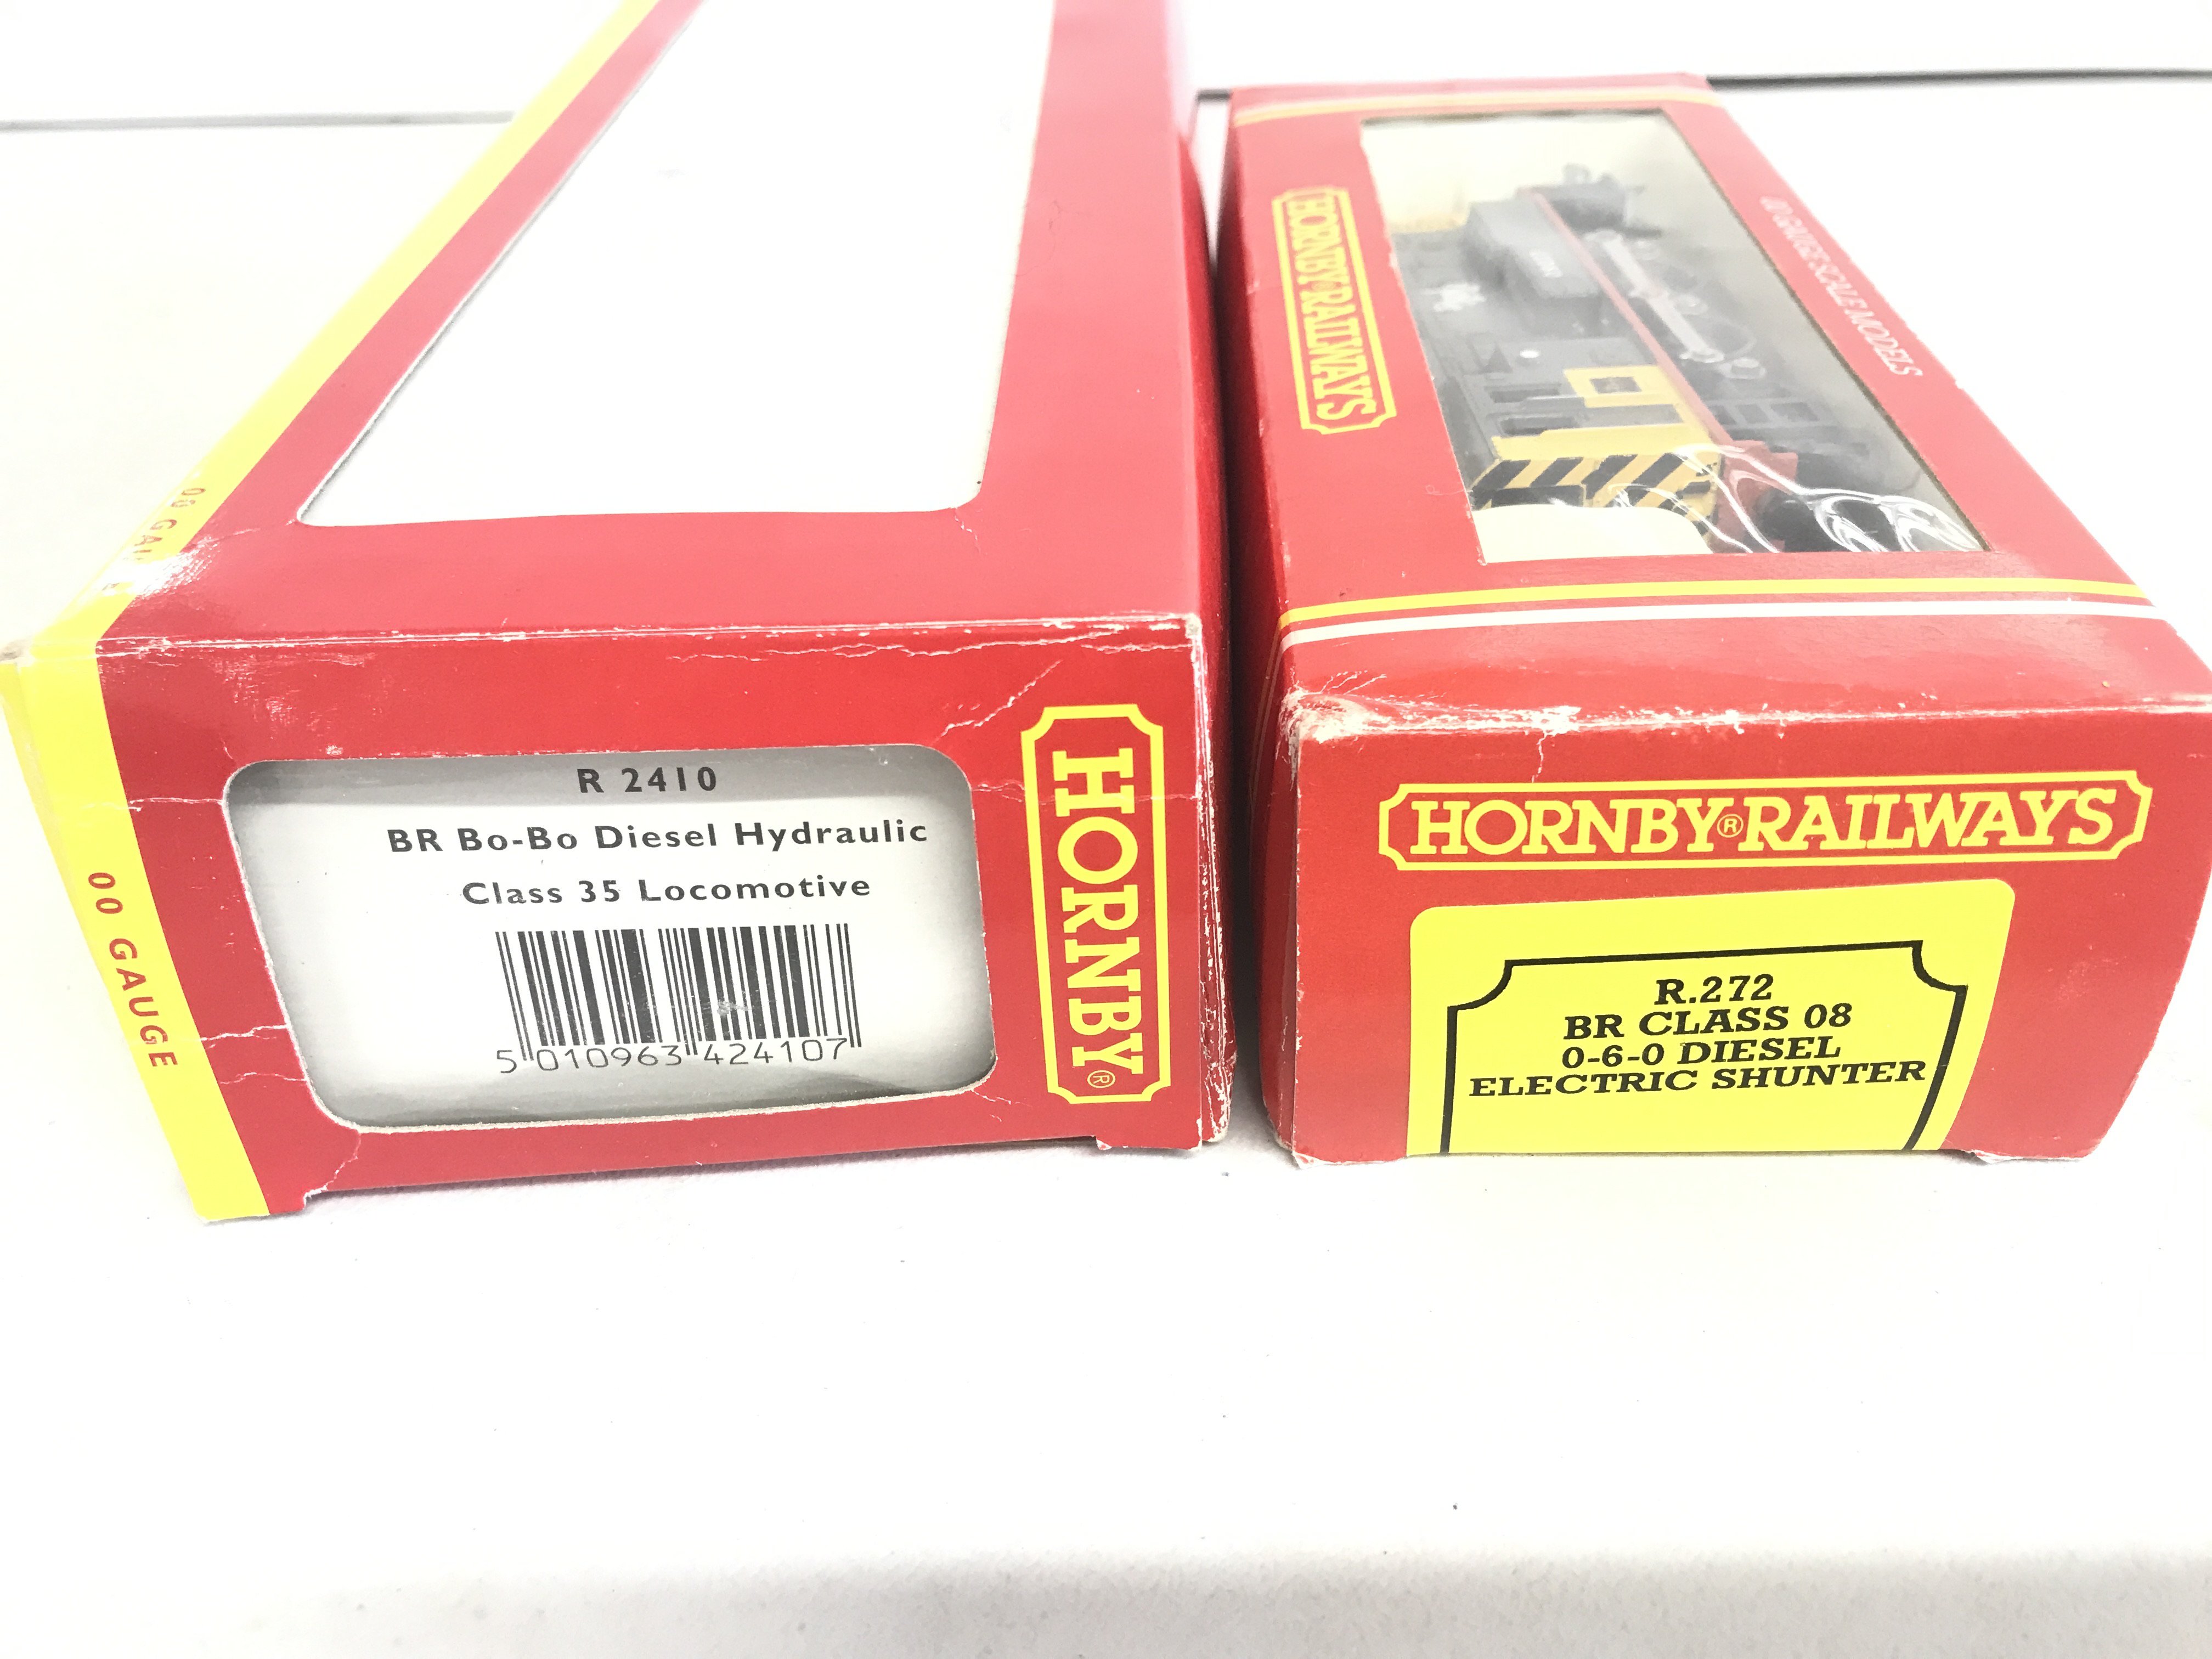 00 GAUGE
R 2410
BR Bo-Bo Diesel Hydraulic
Class 35 Locomotive
5 010963 424107
HORNBY®
00 GAUGE
HORNBY®RAILWAYS
00 GAUGE SCALE MODELS
HORNBY®RAILWAYS
R.272
BR CLASS 08
0-6-0 DIESEL
ELECTRIC SHUNTER